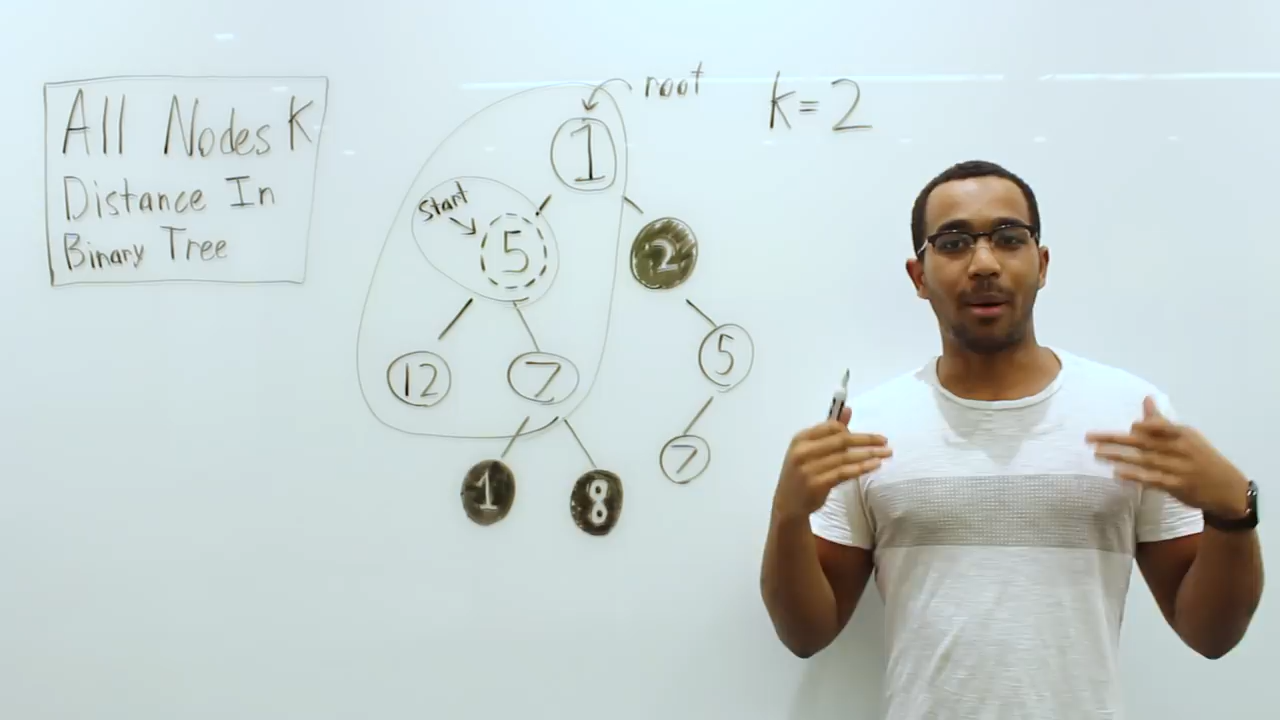 All Nodes K
Distance In
Binary Tree
root
k=2
1
start
5
2
12
7
5
7
1
8